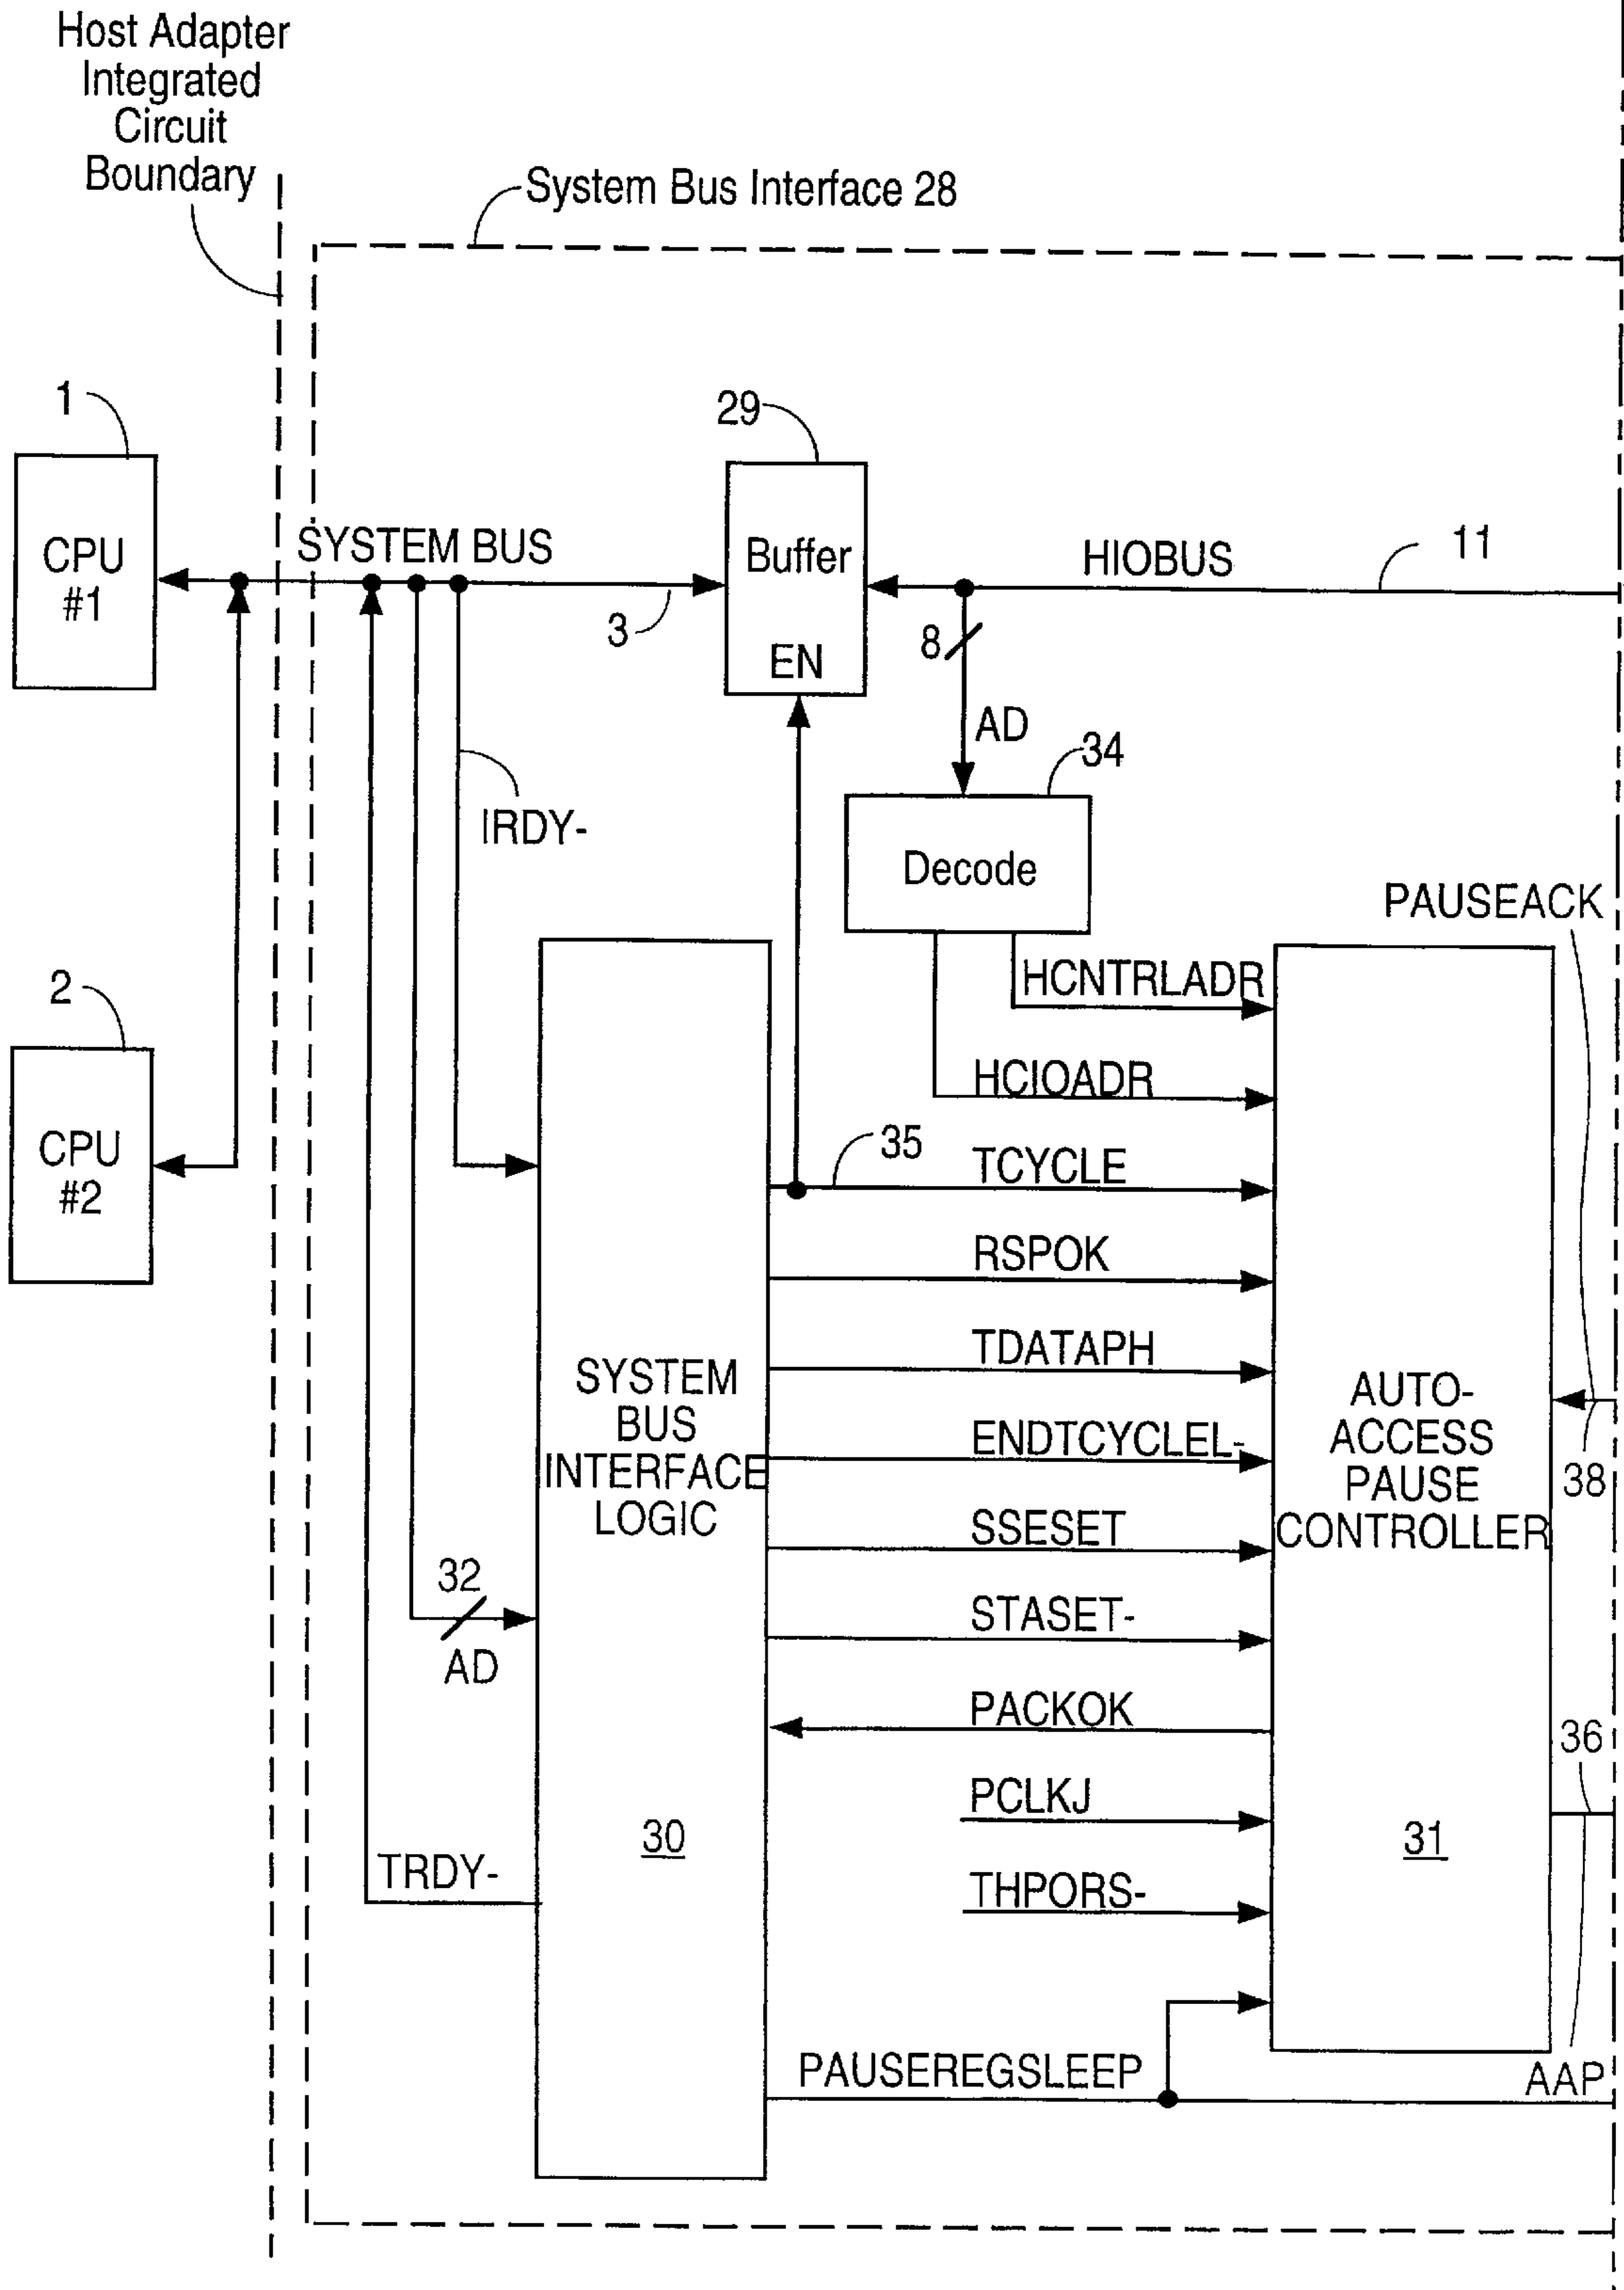 Host Adapter
Integrated
Circuit
Boundary
System Bus Interface 28
1
29
CPU
#1
SYSTEM BUS
3
Buffer
EN
HIOBUS
11
8
AD
34
IRDY-
Decode
PAUSEACK
2
CPU
#2
HCNTRLADR
HCIOADR
35
TCYCLE
RSPOK
TDATAPH
ENDTCYCLEL-
SSESET
STASET-
PACKOK
PCLKJ
THPORS-
SYSTEM
BUS
INTERFACE
LOGIC
30
AUTO-
ACCESS
PAUSE
CONTROLLER
31
38
32
AD
36
TRDY-
PAUSEREGSLEEP
AAP